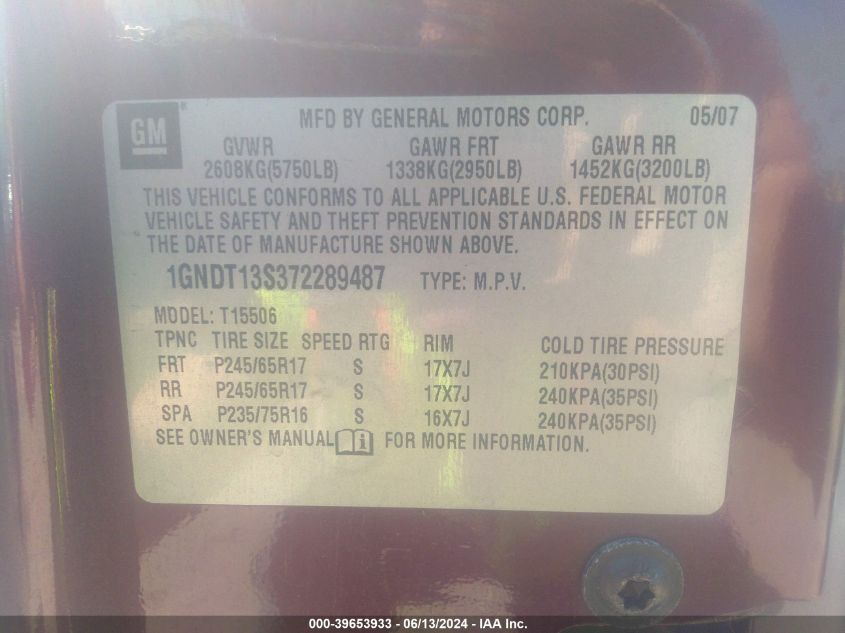 GM ® MFD BY GENERAL MOTORS CORP. 05/07
GVWR GAWR FRT GAWR RR
2608KG(5750LB) 1338KG(2950LB) 1452KG(3200LB)
THIS VEHICLE CONFORMS TO ALL APPLICABLE U.S. FEDERAL MOTOR
VEHICLE SAFETY AND THEFT PREVENTION STANDARDS IN EFFECT ON
THE DATE OF MANUFACTURE SHOWN ABOVE.
1GNDT13S372289487 TYPE: M.P.V.
MODEL: T15506
TPNC TIRE SIZE SPEED RTG RIM COLD TIRE PRESSURE
FRT P245/65R17 S 17X7J 210KPA(30PSI)
RR P245/65R17 S 17X7J 240KPA(35PSI)
SPA P235/75R16 S 16X7J 240KPA(35PSI)
SEE OWNER'S MANUAL FOR MORE INFORMATION.
000-39653933 - 06/13/2024 - IAA Inc.